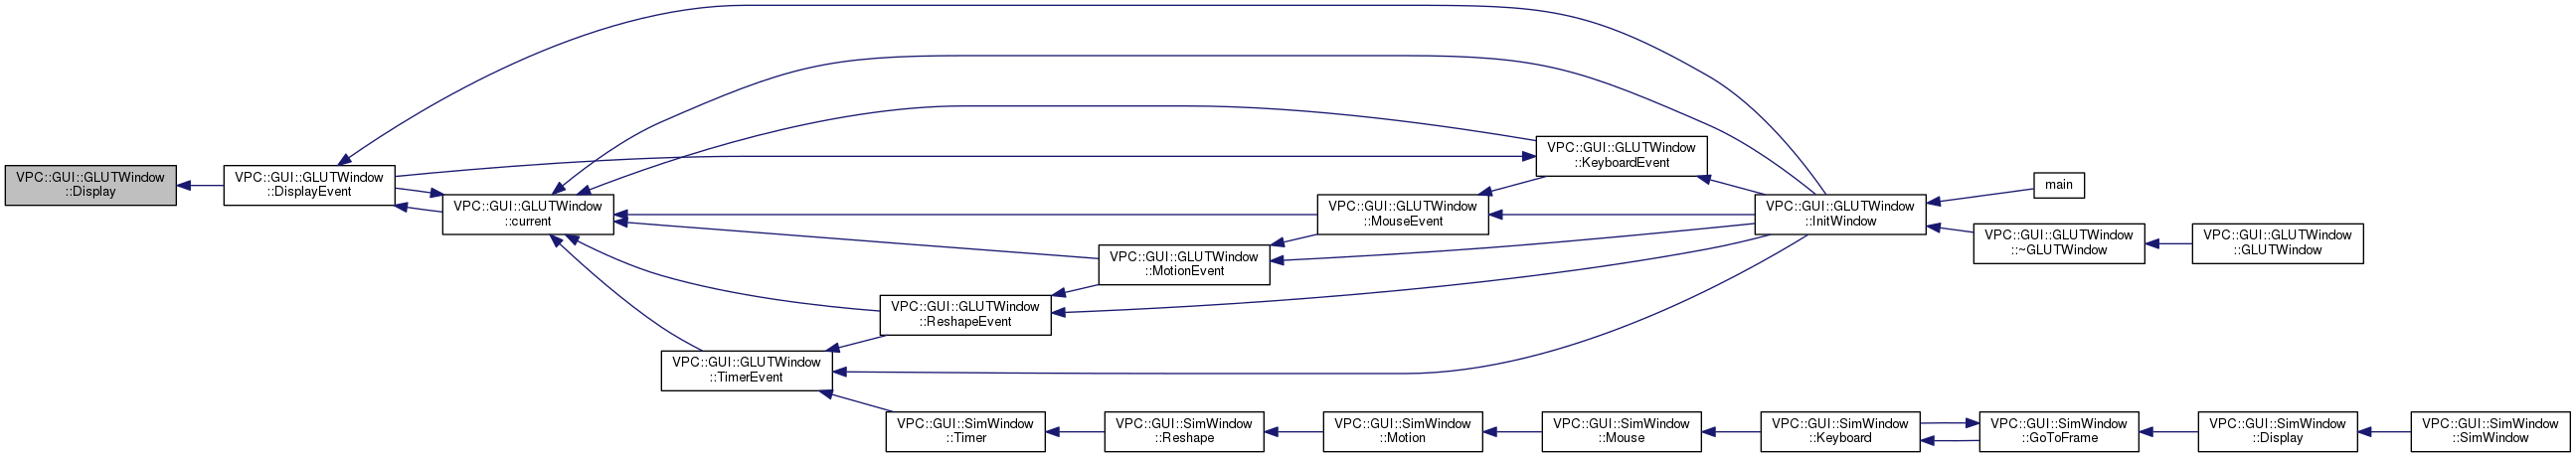 VPC::GUI::GLUTWindow
::Display
VPC::GUI::GLUTWindow
::DisplayEvent
VPC::GUI::GLUTWindow
::current
VPC::GUI::GLUTWindow
::KeyboardEvent
VPC::GUI::GLUTWindow
::MouseEvent
VPC::GUI::GLUTWindow
::MotionEvent
VPC::GUI::GLUTWindow
::ReshapeEvent
VPC::GUI::GLUTWindow
::TimerEvent
VPC::GUI::GLUTWindow
::InitWindow
main
VPC::GUI::GLUTWindow
::~GLUTWindow
VPC::GUI::GLUTWindow
::GLUTWindow
VPC::GUI::SimWindow
::Timer
VPC::GUI::SimWindow
::Reshape
VPC::GUI::SimWindow
::Motion
VPC::GUI::SimWindow
::Mouse
VPC::GUI::SimWindow
::Keyboard
VPC::GUI::SimWindow
::GoToFrame
VPC::GUI::SimWindow
::Display
VPC::GUI::SimWindow
::SimWindow